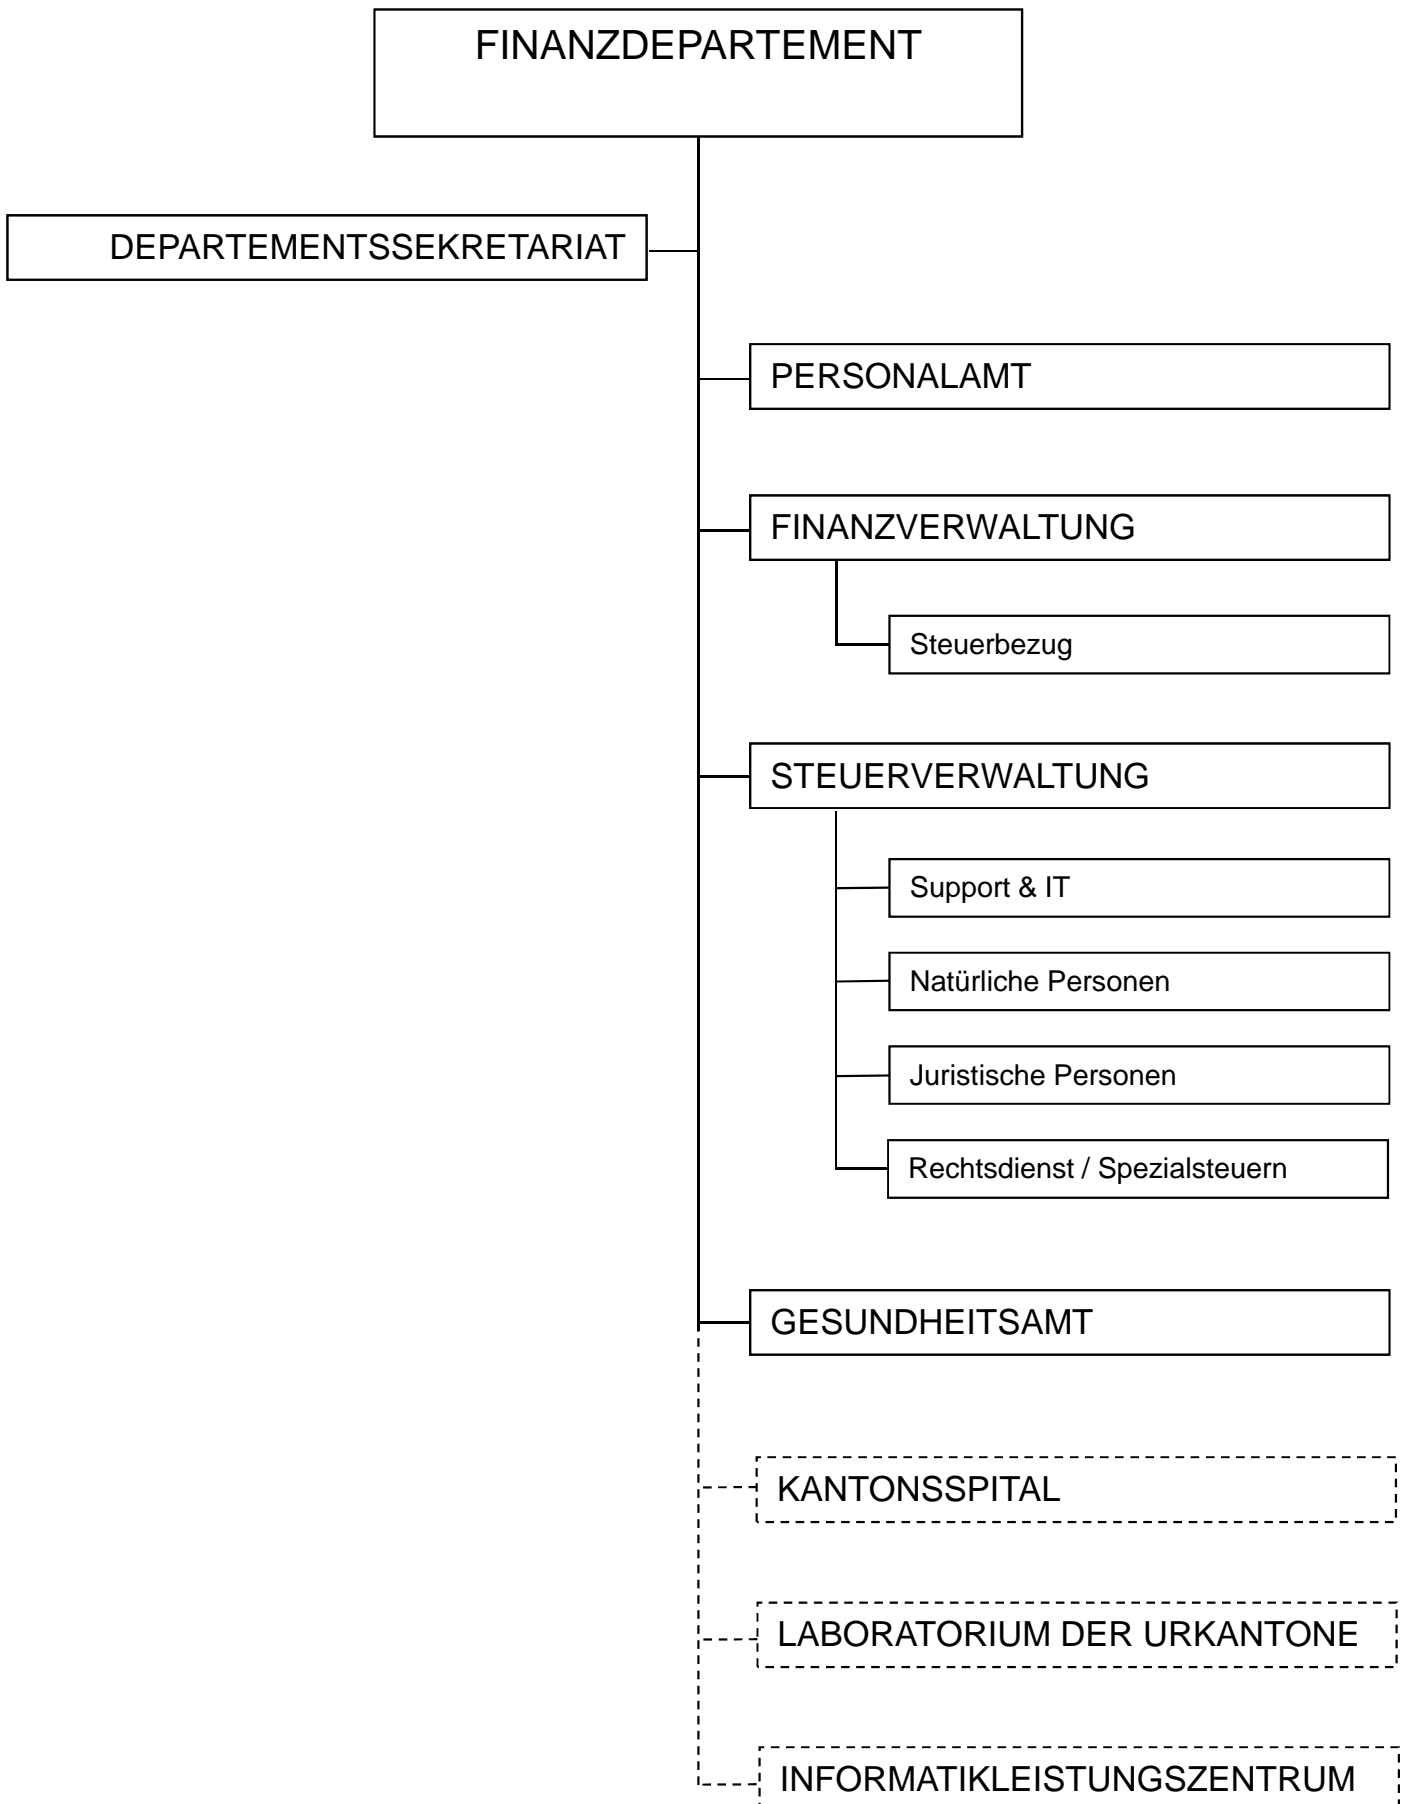 FINANZDEPARTEMENT
DEPARTEMENTSSEKRETARIAT
PERSONALAMT
FINANZVERWALTUNG
Steuerbezug
STEUERVERWALTUNG
Support & IT
Natürliche Personen
Juristische Personen
Rechtsdienst / Spezialsteuern
GESUNDHEITSAMT
KANTONSSPITAL
LABORATORIUM DER URKANTONE
INFORMATIKLEISTUNGSZENTRUM